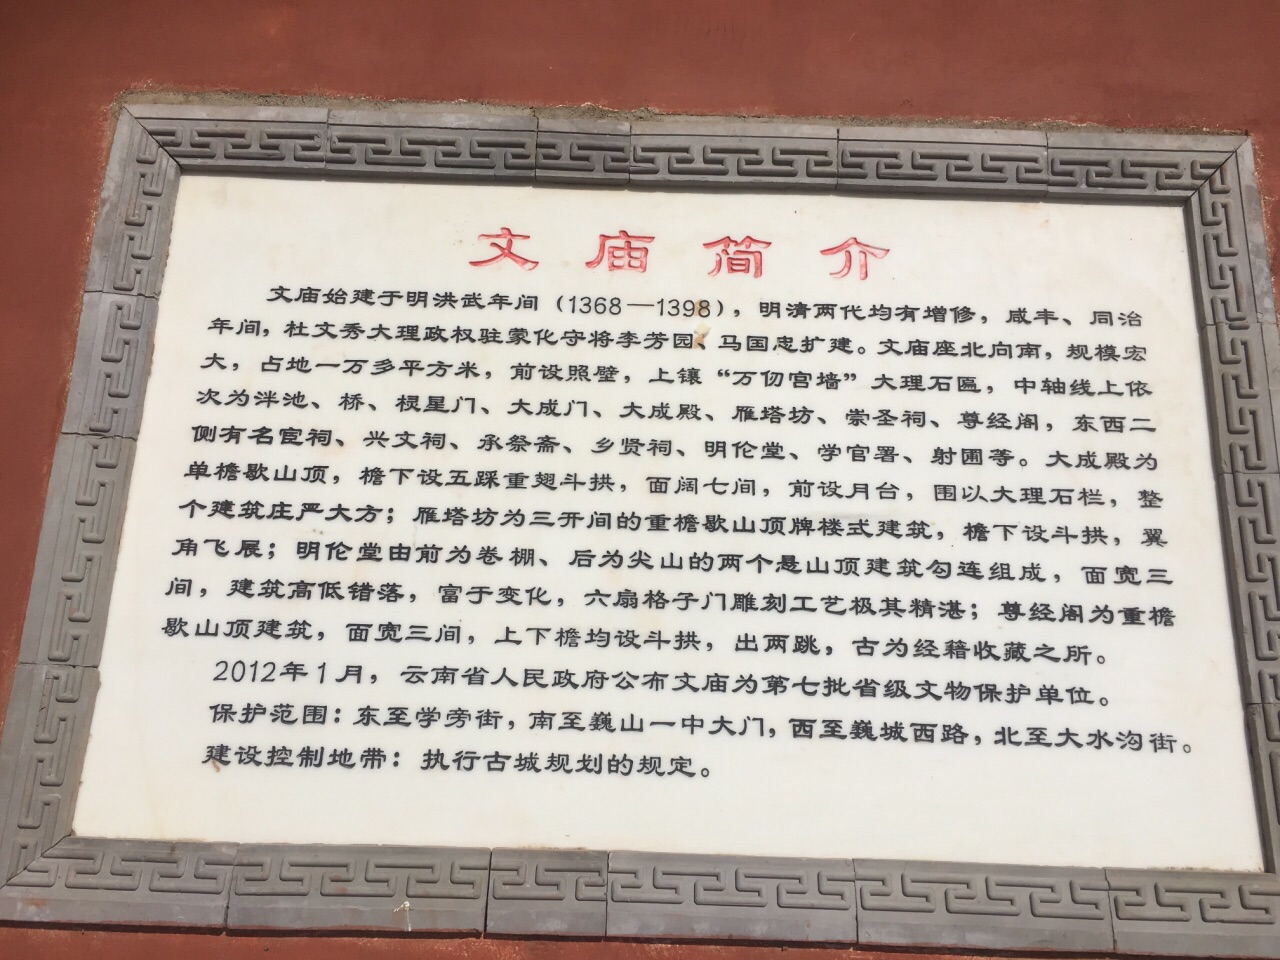 文庙简介
文庙始建于明洪武年间（1368—1398），明清两代均有增修，咸丰、同治
年间，杜文秀大理政权驻蒙化守将李芳园、马国忠扩建。文庙座北向南，规模宏
大，占地一万多平方米，前设照壁，上镶“万仞宫墙”大理石匾，中轴线上依
次为泮池、桥、棂星门、大成门、大成殿、雁塔坊、崇圣祠、尊经阁，东西二
侧有名宦祠、兴文祠、承祭斋、乡贤祠、明伦堂、学官署、射圃等。大成殿为
单檐歇山顶，檐下设五踩重翘斗拱，面阔七间，前设月台，围以大理石栏，整
个建筑庄严大方；雁塔坊为三开间的重檐歇山顶牌楼式建筑，檐下设斗拱，翼
角飞展；明伦堂由前为卷棚、后为尖山的两个是山顶建筑勾连组成，面宽三
间，建筑高低错落，富于变化，六扇格子门雕刻工艺极其精湛；尊经阁为重檐
歇山顶建筑，面宽三间，上下檐均设斗拱，出两跳，古为经籍收藏之所。
2012年1月，云南省人民政府公布文庙为第七批省级文物保护单位。
保护范围：东至学旁街，南至巍山一中大门，西至巍城西路，北至大水沟街。
建设控制地带：执行古城规划的规定。